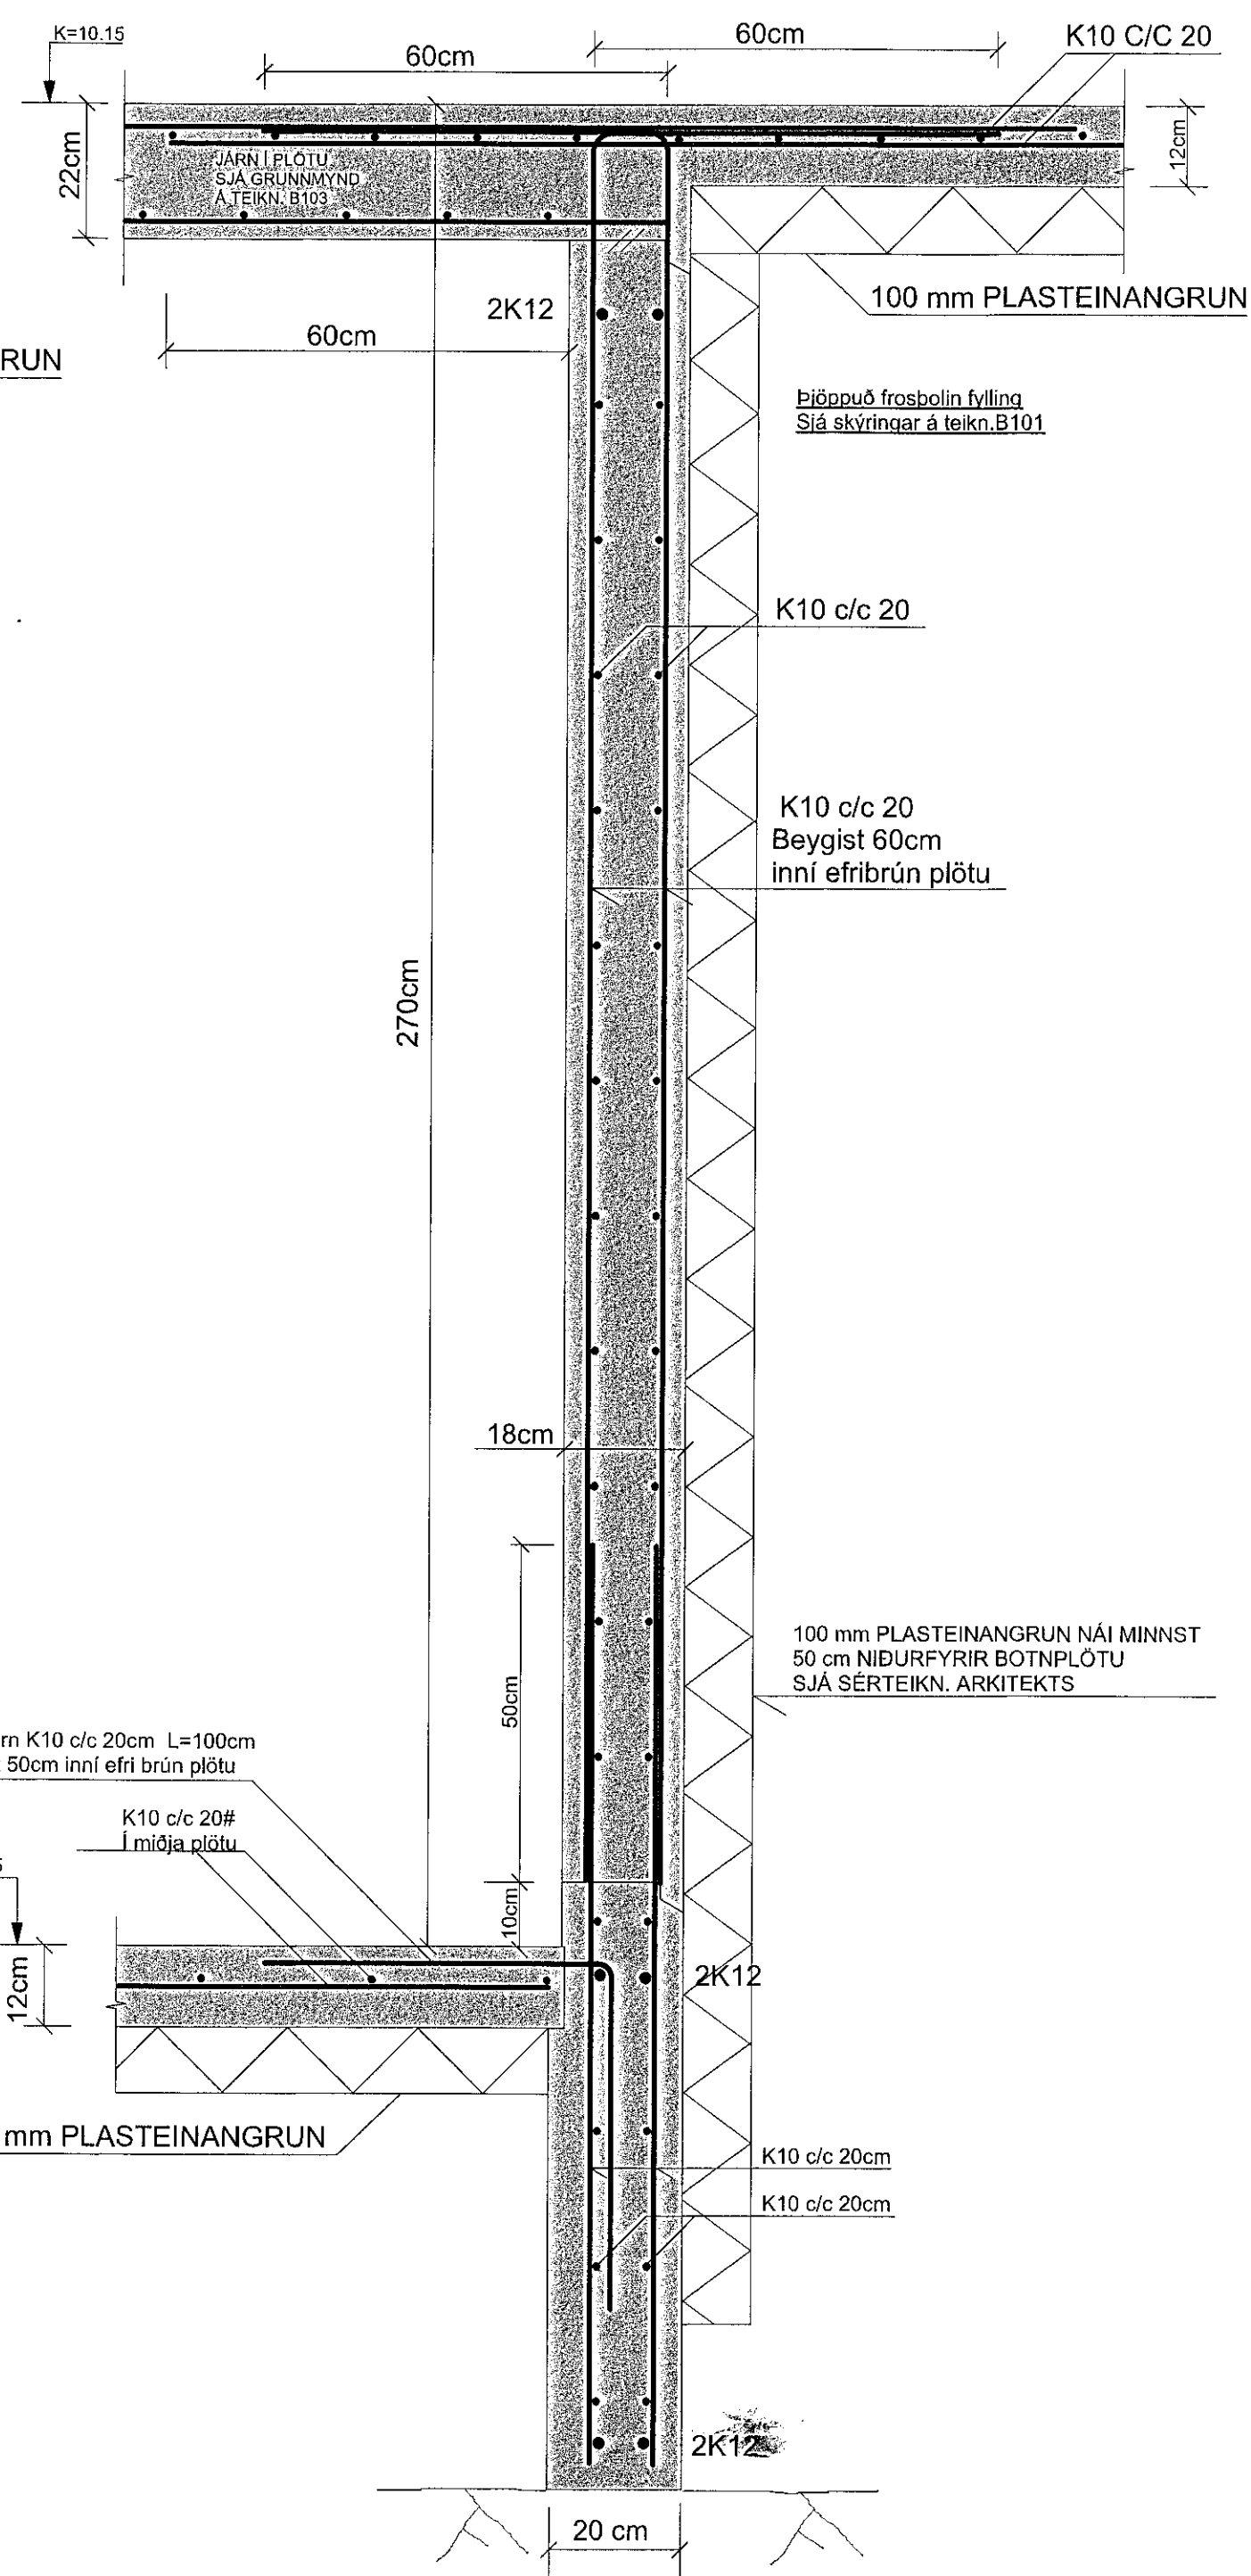 K=10.15
60cm
60cm
K10 C/C 20
22cm
12cm
JÁRN Í PLÖTU
SJÁ GRUNNMYND
Á TEIKN. B103
2K12
100 mm PLASTEINANGRUN
60cm
RUN
Þjöppuð frosþolin fylling
Sjá skýringar á teikn.B101
K10 c/c 20
K10 c/c 20
Beygist 60cm
inní efribrún plötu
270cm
18cm
50cm
100 mm PLASTEINANGRUN NÁI MINNST
50 cm NIÐURFYRIR BOTNPLÖTU
SJÁ SÉRTEIKN. ARKITEKTS
rn K10 c/c 20cm L=100cm
50cm inní efri brún plötu
K10 c/c 20#
Í miðja plötu
10cm
12cm
2K12
mm PLASTEINANGRUN
K10 c/c 20cm
K10 c/c 20cm
2K12
20 cm